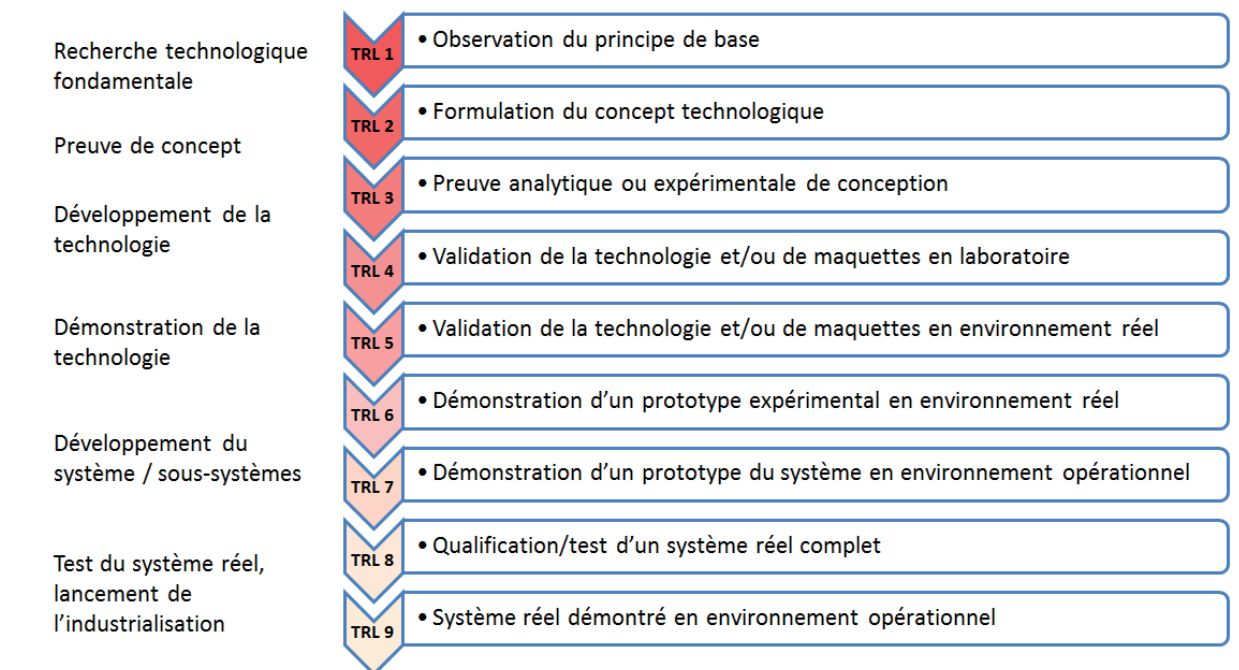 Recherche technologique
fondamentale
Preuve de concept
Développement de la
technologie
Démonstration de la
technologie
Développement du
système / sous-systèmes
Test du système réel,
lancement de
l'industrialisation
TRL 1
• Observation du principe de base
TRL 2
• Formulation du concept technologique
TRL 3
• Preuve analytique ou expérimentale de conception
TRL 4
• Validation de la technologie et/ou de maquettes en laboratoire
TRL 5
• Validation de la technologie et/ou de maquettes en environnement réel
TRL 6
• Démonstration d'un prototype expérimental en environnement réel
TRL 7
• Démonstration d'un prototype du système en environnement opérationnel
TRL 8
• Qualification/test d'un système réel complet
TRL 9
• Système réel démontré en environnement opérationnel